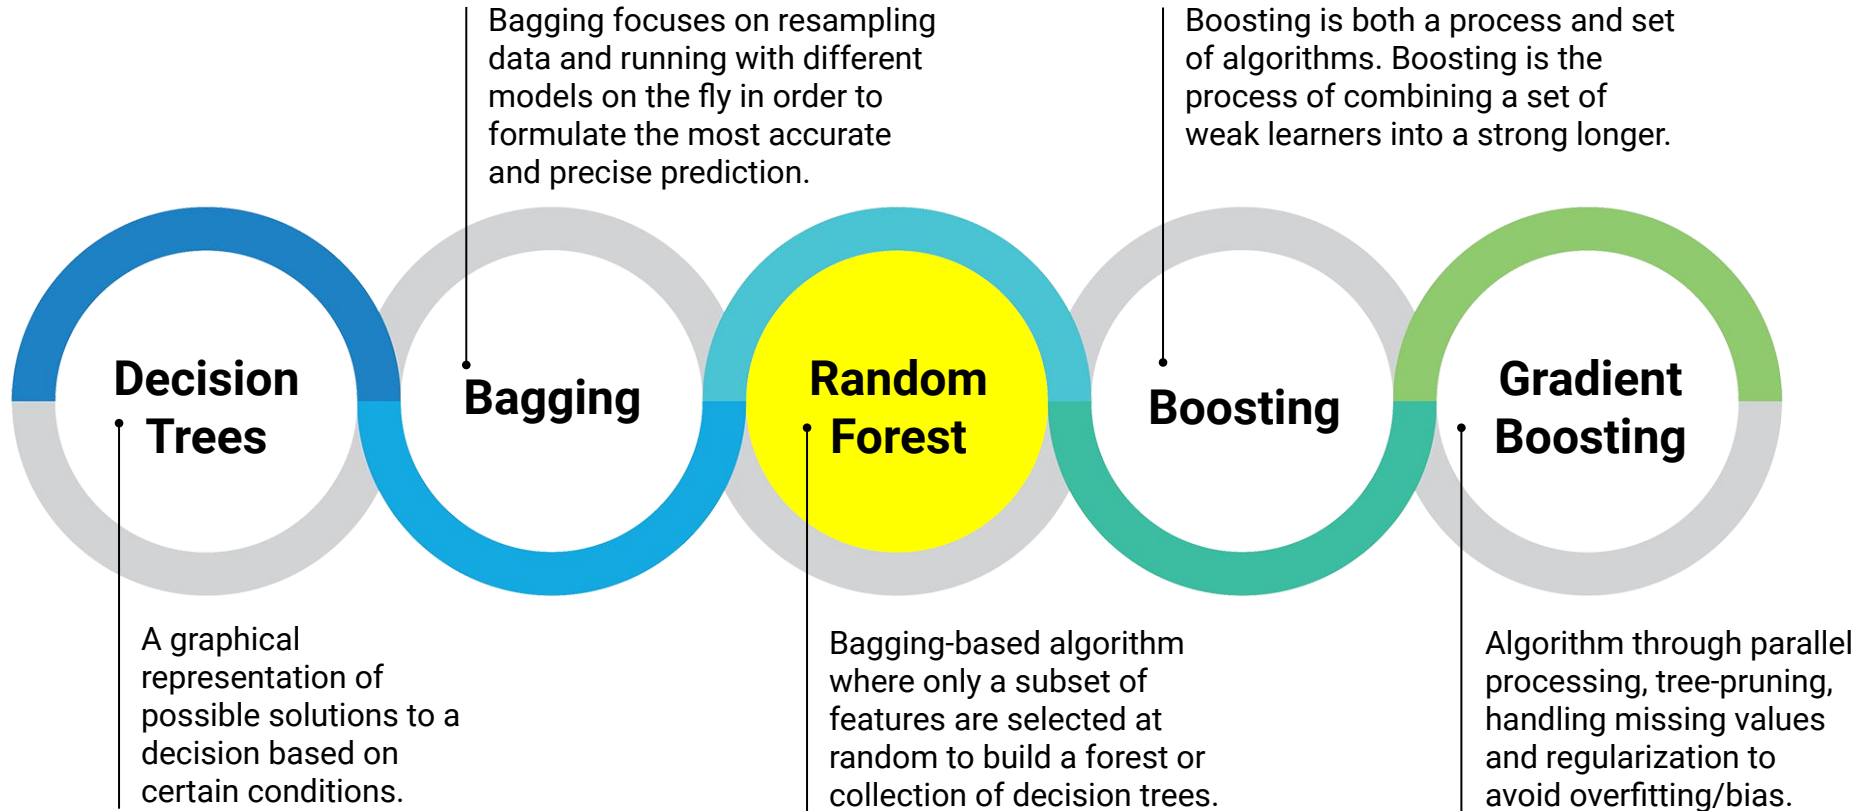 Bagging focuses on resampling
data and running with different
models on the fly in order to
formulate the most accurate
and precise prediction.
Boosting is both a process and set
of algorithms. Boosting is the
process of combining a set of
weak learners into a strong longer.
Decision
Trees
Bagging
Random
Forest
Boosting
Gradient
Boosting
A graphical
representation of
possible solutions to a
decision based on
certain conditions.
Bagging-based algorithm
where only a subset of
features are selected at
random to build a forest or
collection of decision trees.
Algorithm through parallel
processing, tree-pruning,
handling missing values
and regularization to
avoid overfitting/bias.